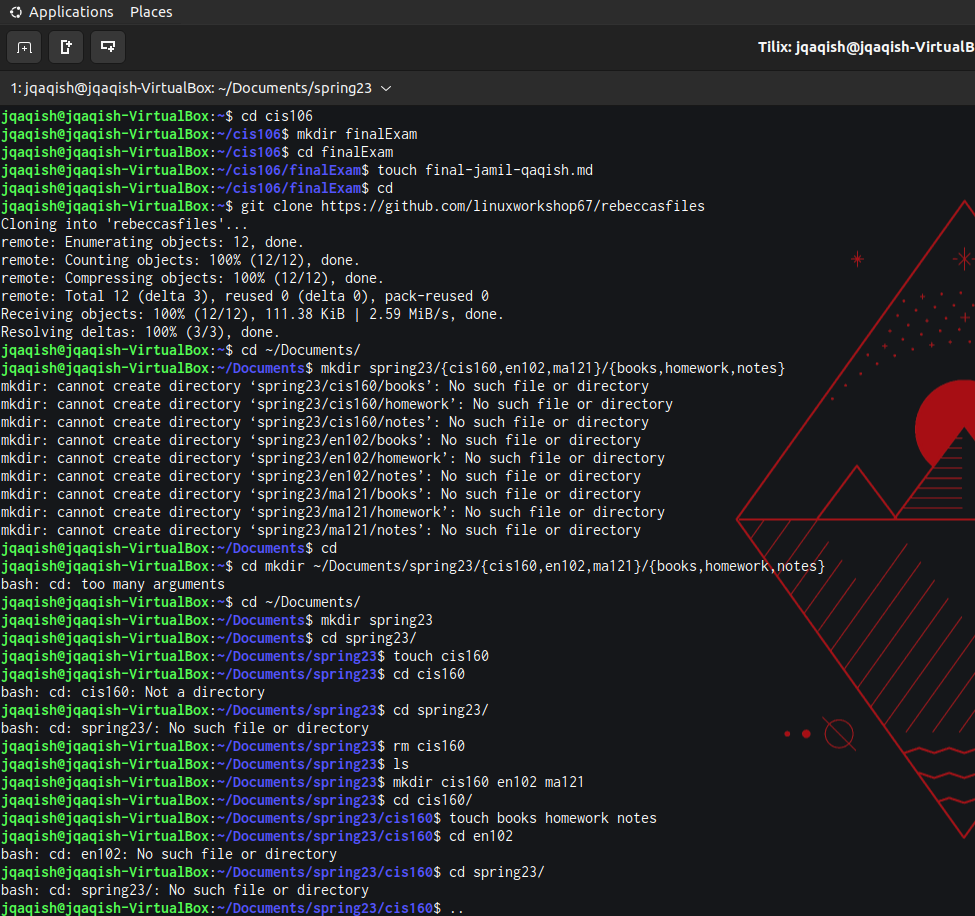 Applications Places
Tilix: jqaqish@jqaqish-VirtualB
1: jqaqish@jqaqish-VirtualBox: ~/Documents/spring23
jqaqish@jqaqish-VirtualBox:~$ cd cis106
jqaqish@jqaqish-VirtualBox:~/cis106$ mkdir finalExam
jqaqish@jqaqish-VirtualBox:~/cis106$ cd finalExam
jqaqish@jqaqish-VirtualBox:~/cis106/finalExam$ touch final-jamil-qaqish.md
jqaqish@jqaqish-VirtualBox:~/cis106/finalExam$ cd
jqaqish@jqaqish-VirtualBox:~$ git clone https://github.com/linuxworkshop67/rebeccasfiles
Cloning into 'rebeccasfiles'...
remote: Enumerating objects: 12, done.
remote: Counting objects: 100% (12/12), done.
remote: Compressing objects: 100% (12/12), done.
remote: Total 12 (delta 3), reused 0 (delta 0), pack-reused 0
Receiving objects: 100% (12/12), 111.38 KiB | 2.59 MiB/s, done.
Resolving deltas: 100% (3/3), done.
jqaqish@jqaqish-VirtualBox:~$ cd ~/Documents/
jqaqish@jqaqish-VirtualBox:~/Documents$ mkdir spring23/{cis160,en102,ma121}/{books,homework,notes}
mkdir: cannot create directory ‘spring23/cis160/books’: No such file or directory
mkdir: cannot create directory ‘spring23/cis160/homework’: No such file or directory
mkdir: cannot create directory ‘spring23/cis160/notes’: No such file or directory
mkdir: cannot create directory ‘spring23/en102/books’: No such file or directory
mkdir: cannot create directory ‘spring23/en102/homework’: No such file or directory
mkdir: cannot create directory ‘spring23/en102/notes’: No such file or directory
mkdir: cannot create directory ‘spring23/ma121/books’: No such file or directory
mkdir: cannot create directory ‘spring23/ma121/homework’: No such file or directory
mkdir: cannot create directory ‘spring23/ma121/notes’: No such file or directory
jqaqish@jqaqish-VirtualBox:~/Documents$ cd
jqaqish@jqaqish-VirtualBox:~$ cd mkdir ~/Documents/spring23/{cis160,en102,ma121}/{books,homework,notes}
bash: cd: too many arguments
jqaqish@jqaqish-VirtualBox:~$ cd ~/Documents/
jqaqish@jqaqish-VirtualBox:~/Documents$ mkdir spring23
jqaqish@jqaqish-VirtualBox:~/Documents$ cd spring23/
jqaqish@jqaqish-VirtualBox:~/Documents/spring23$ touch cis160
jqaqish@jqaqish-VirtualBox:~/Documents/spring23$ cd cis160
bash: cd: cis160: Not a directory
jqaqish@jqaqish-VirtualBox:~/Documents/spring23$ cd spring23/
bash: cd: spring23/: No such file or directory
jqaqish@jqaqish-VirtualBox:~/Documents/spring23$ rm cis160
jqaqish@jqaqish-VirtualBox:~/Documents/spring23$ ls
jqaqish@jqaqish-VirtualBox:~/Documents/spring23$ mkdir cis160 en102 ma121
jqaqish@jqaqish-VirtualBox:~/Documents/spring23$ cd cis160/
jqaqish@jqaqish-VirtualBox:~/Documents/spring23/cis160$ touch books homework notes
jqaqish@jqaqish-VirtualBox:~/Documents/spring23/cis160$ cd en102
bash: cd: en102: No such file or directory
jqaqish@jqaqish-VirtualBox:~/Documents/spring23/cis160$ cd spring23/
bash: cd: spring23/: No such file or directory
jqaqish@jqaqish-VirtualBox:~/Documents/spring23/cis160$ ..